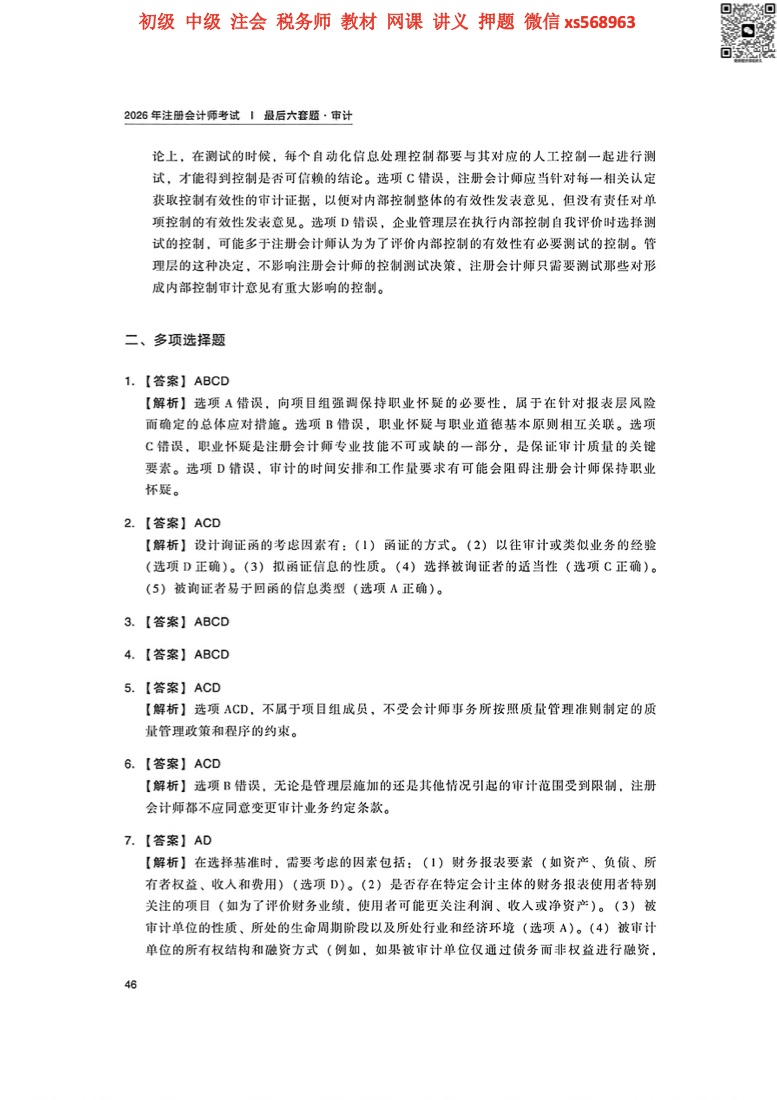 初级 中级 注会 税务师 教材 网课 讲义 押题 微信 xs568963
2026 年注册会计师考试 | 最后六套题·审计
论上，在测试的时候，每个自动化信息处理控制都要与其对应的人工控制一起进行测
试，才能得到控制是否可信赖的结论。选项 C 错误，注册会计师应当针对每一相关认定
获取控制有效性的审计证据，以便对内部控制整体的有效性发表意见，但没有责任对单
项控制的有效性发表意见。选项 D 错误，企业管理层在执行内部控制自我评价时选择测
试的控制，可能多于注册会计师认为为了评价内部控制的有效性有必要测试的控制。管
理层的这种决定，不影响注册会计师的控制测试决策，注册会计师只需要测试那些对形
成内部控制审计意见有重大影响的控制。
二、多项选择题
1. 【答案】 ABCD
【解析】 选项 A 错误，向项目组强调保持职业怀疑的必要性，属于在针对报表层风险
而确定的总体应对措施。选项 B 错误，职业怀疑与职业道德基本原则相互关联。选项
C 错误，职业怀疑是注册会计师专业技能不可或缺的一部分，是保证审计质量的关键
要素。选项 D 错误，审计的时间安排和工作量要求有可能会阻碍注册会计师保持职业
怀疑。
2. 【答案】 ACD
【解析】 设计询证函的考虑因素有：（1）函证的方式。（2）以往审计或类似业务的经验
（选项 D 正确）。（3）拟函证信息的性质。（4）选择被询证者的适当性（选项 C 正确）。
（5）被询证者易于回函的信息类型（选项 A 正确）。
3. 【答案】 ABCD
4. 【答案】 ABCD
5. 【答案】 ACD
【解析】 选项 ACD，不属于项目组成员，不受会计师事务所按照质量管理准则制定的质
量管理政策和程序的约束。
6. 【答案】 ACD
【解析】 选项 B 错误，无论是管理层施加的还是其他情况引起的审计范围受到限制，注册
会计师都不应同意变更审计业务约定条款。
7. 【答案】 AD
【解析】 在选择基准时，需要考虑的因素包括：（1）财务报表要素（如资产、负债、所
有者权益、收入和费用）（选项 D）。（2）是否存在特定会计主体的财务报表使用者特别
关注的项目（如为了评价财务业绩，使用者可能更关注利润、收入或净资产）。（3）被
审计单位的性质、所处的生命周期阶段以及所处行业和经济环境（选项 A）。（4）被审计
单位的所有权结构和融资方式（例如，如果被审计单位仅通过债务而非权益进行融资，
46